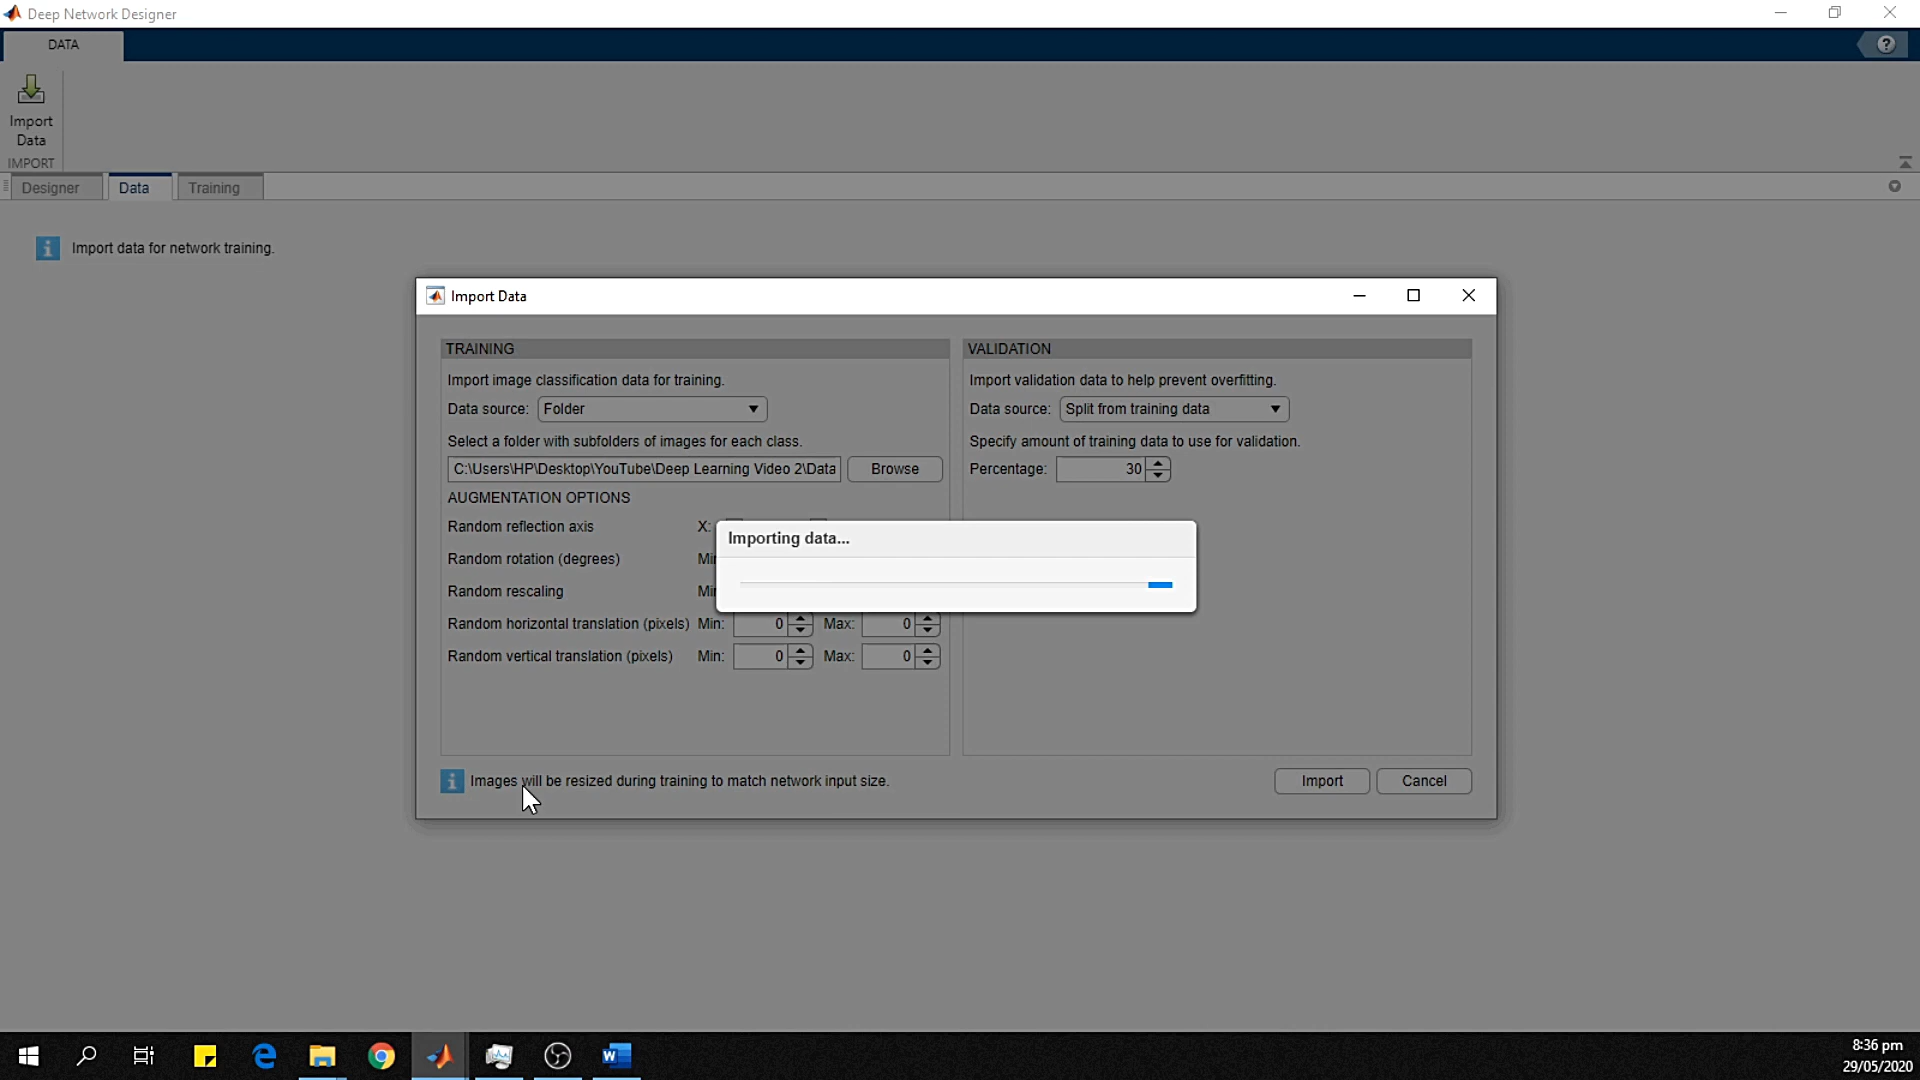 Deep Network Designer
DATA
?
Import
Data
IMPORT
Designer
Data
Training
Import data for network training.
Import Data
TRAINING
Import image classification data for training.
Data source: Folder
Select a folder with subfolders of images for each class.
C:\Users\HP\Desktop\YouTube\Deep Learning Video 2\Data
Browse
AUGMENTATION OPTIONS
Random reflection axis X:
Random rotation (degrees)
Random rescaling
Random horizontal translation (pixels) Min: 0 Max: 0
Random vertical translation (pixels) Min: 0 Max: 0
VALIDATION
Import validation data to help prevent overfitting.
Data source: Split from training data
Specify amount of training data to use for validation.
Percentage: 30
Importing data...
Images will be resized during training to match network input size.
Import
Cancel
8:36 pm
29/05/2020